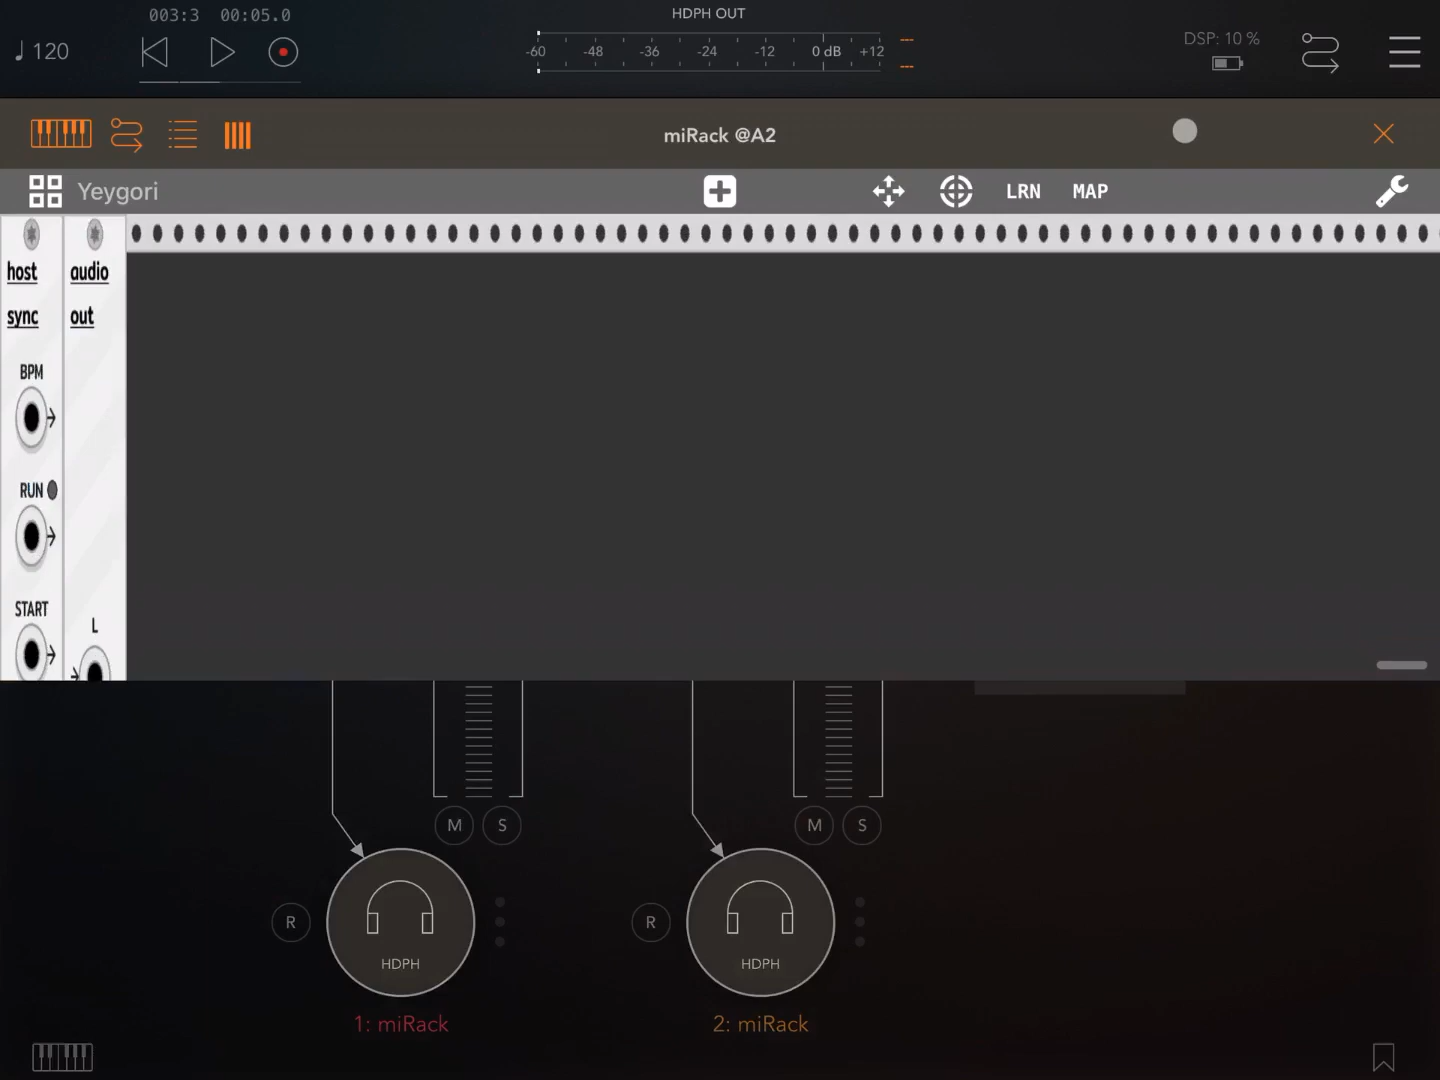 003:3 00:05.0
HDPH OUT
♩ 120
-60 -48 -36 -24 -12 0 dB +12
---
---
DSP: 10 %
miRack @A2
Yeygori
LRN MAP
host
sync
audio
out
BPM
RUN
START
L
M S
M S
R
HDPH
R
HDPH
1: miRack
2: miRack